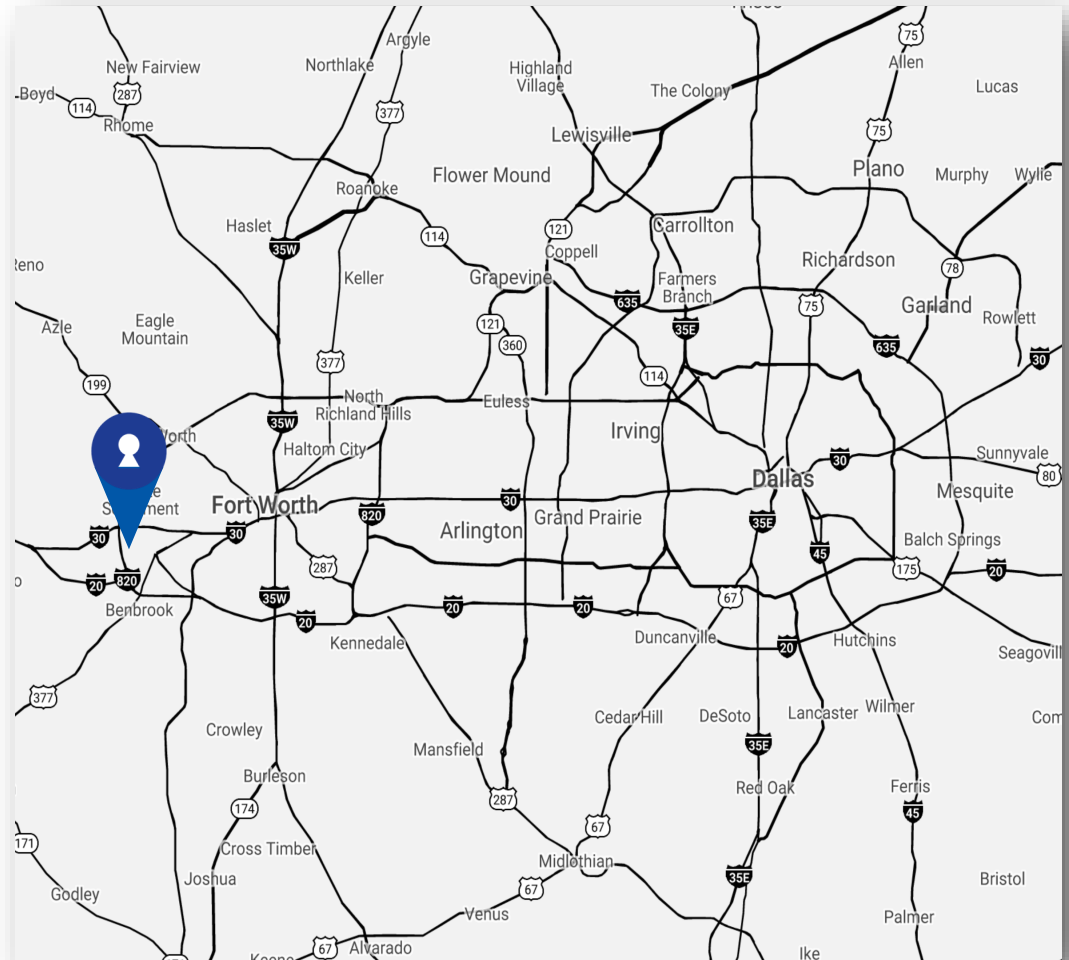 Argyle
75
New Fairview
Northlake
Highland
Village
Allen
Boyd
114
287
377
The Colony
Lucas
Rhome
Lewisville
75
Roanoke
Flower Mound
Plano
Murphy
Wylie
Haslet
35W
114
121
Carrollton
Coppell
Richardson
78
Keller
Grapevine
Farmers
Branch
635
75
Garland
Rowlett
Azle
Eagle
Mountain
121
360
35E
635
30
377
199
114
North
Richland Hills
Euless
35W
Worth
Haltom City
Irving
30
Sunnyvale
80
Fort Worth
30
Dallas
Mesquite
820
Arlington
Grand Prairie
35E
30
30
45
Balch Springs
287
175
20
20
820
35W
67
Benbrook
20
20
20
Kennedale
Duncanville
20
Hutchins
377
Crowley
Cedar Hill
DeSoto
Lancaster
Wilmer
Mansfield
35E
Burleson
Red Oak
Ferris
174
287
45
67
171
Cross Timber
Midlothian
Joshua
35E
Godley
67
Bristol
Venus
Palmer
67
Alvarado
Ike